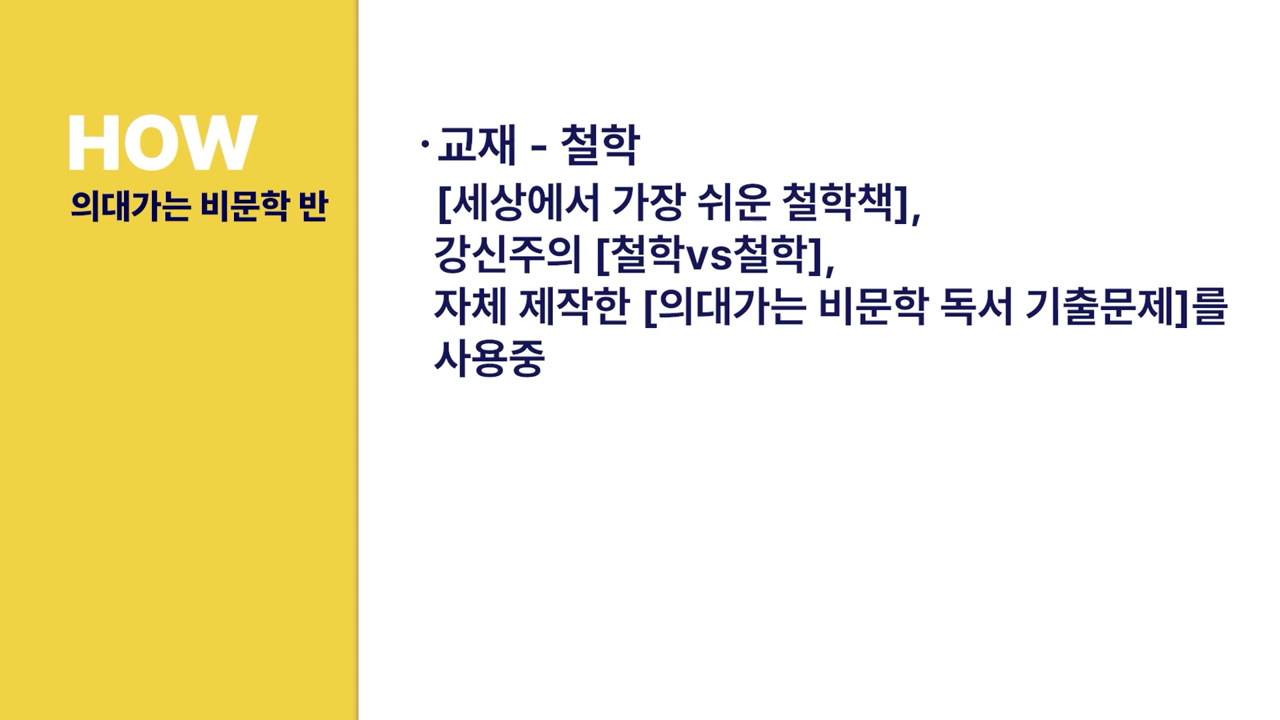 HOW
의대가는 비문학 반
· 교재 - 철학
[세상에서 가장 쉬운 철학책],
강신주의 [철학vs철학],
자체 제작한 [의대가는 비문학 독서 기출문제]를
사용중